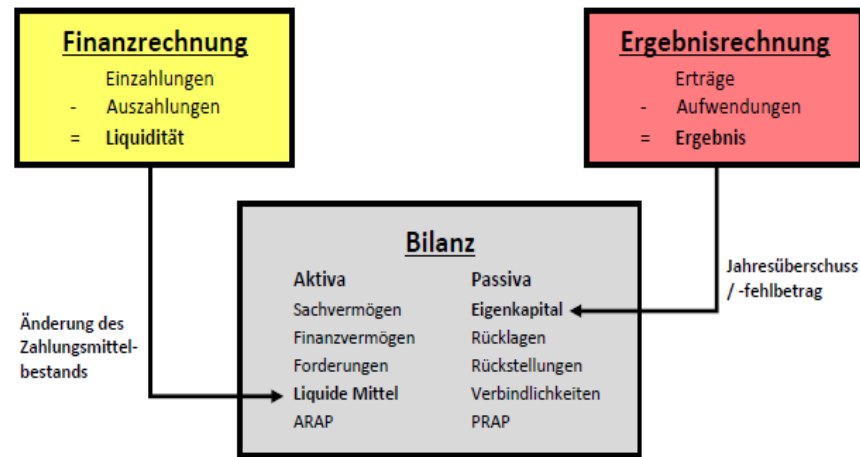 Finanzrechnung
Einzahlungen
- Auszahlungen
= Liquidität
Ergebnisrechnung
Erträge
- Aufwendungen
= Ergebnis
Bilanz
Aktiva Passiva
Sachvermögen Eigenkapital
Finanzvermögen Rücklagen
Forderungen Rückstellungen
Liquide Mittel Verbindlichkeiten
ARAP PRAP
Änderung des
Zahlungsmittel-
bestands
Jahresüberschuss
/ -fehlbetrag